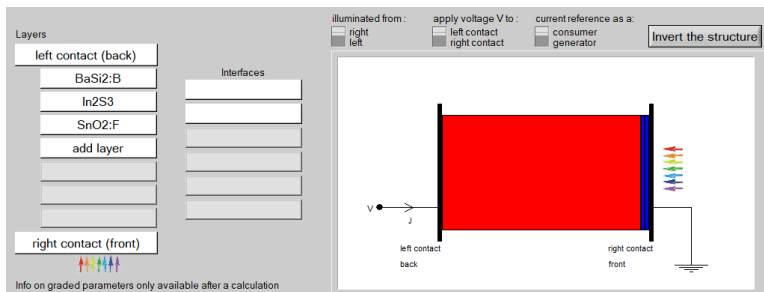 Layers
left contact (back)
BaSi2:B
In2S3
SnO2:F
add layer
right contact (front)
Info on graded parameters only available after a calculation
Interfaces
illuminated from :
right
left
apply voltage V to :
left contact
right contact
current reference as a:
consumer
generator
Invert the structure
V
J
left contact
back
right contact
front